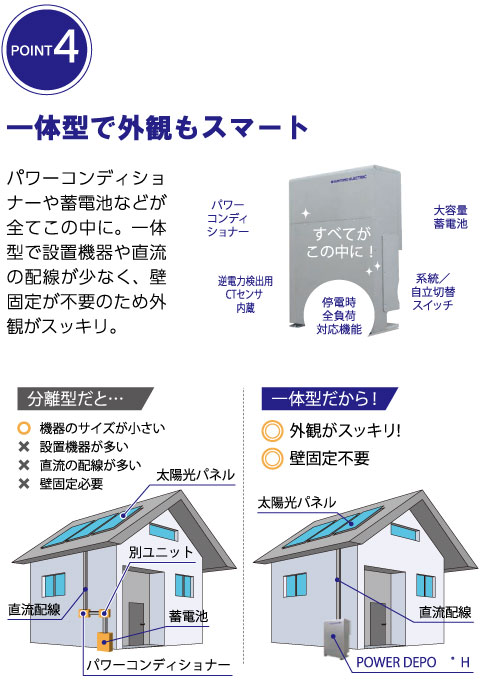 POINT4
一体型で外観もスマート
パワーコンディショ
ナーや蓄電池などが
全てこの中に。一体
型で設置機器や直流
の配線が少なく、壁
固定が不要のため外
観がスッキリ。
パワー
コンディ
ショナー
逆電力検出用
CTセンサ
内蔵
すべてが
この中に！
停電時
全負荷
対応機能
大容量
蓄電池
系統／
自立切替
スイッチ
分離型だと…
○ 機器のサイズが小さい
× 設置機器が多い
× 直流の配線が多い
× 壁固定必要
太陽光パネル
別ユニット
直流配線
蓄電池
パワーコンディショナー
一体型だから！
◎ 外観がスッキリ!
◎ 壁固定不要
太陽光パネル
直流配線
POWER DEPO ゜H